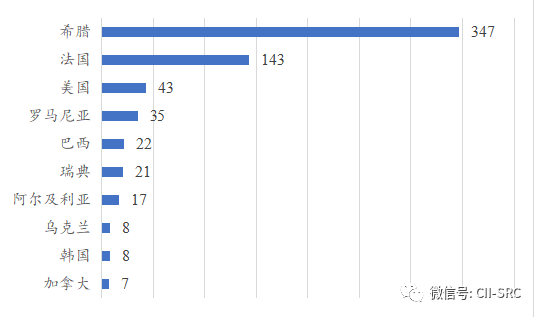 希腊 347
法国 143
美国 43
罗马尼亚 35
巴西 22
瑞典 21
阿尔及利亚 17
乌克兰 8
韩国 8
加拿大 7
微信号: CII-SRC